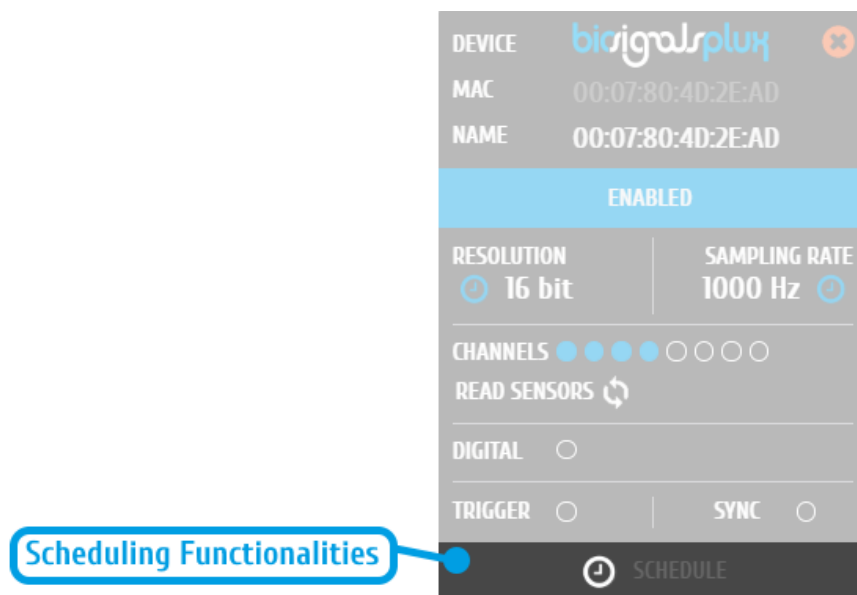 DEVICE biosignalsplux
MAC 00:07:80:4D:2E:AD
NAME 00:07:80:4D:2E:AD
ENABLED
RESOLUTION SAMPLING RATE
16 bit 1000 Hz
CHANNELS
READ SENSORS
DIGITAL
TRIGGER SYNC
Scheduling Functionalities
SCHEDULE